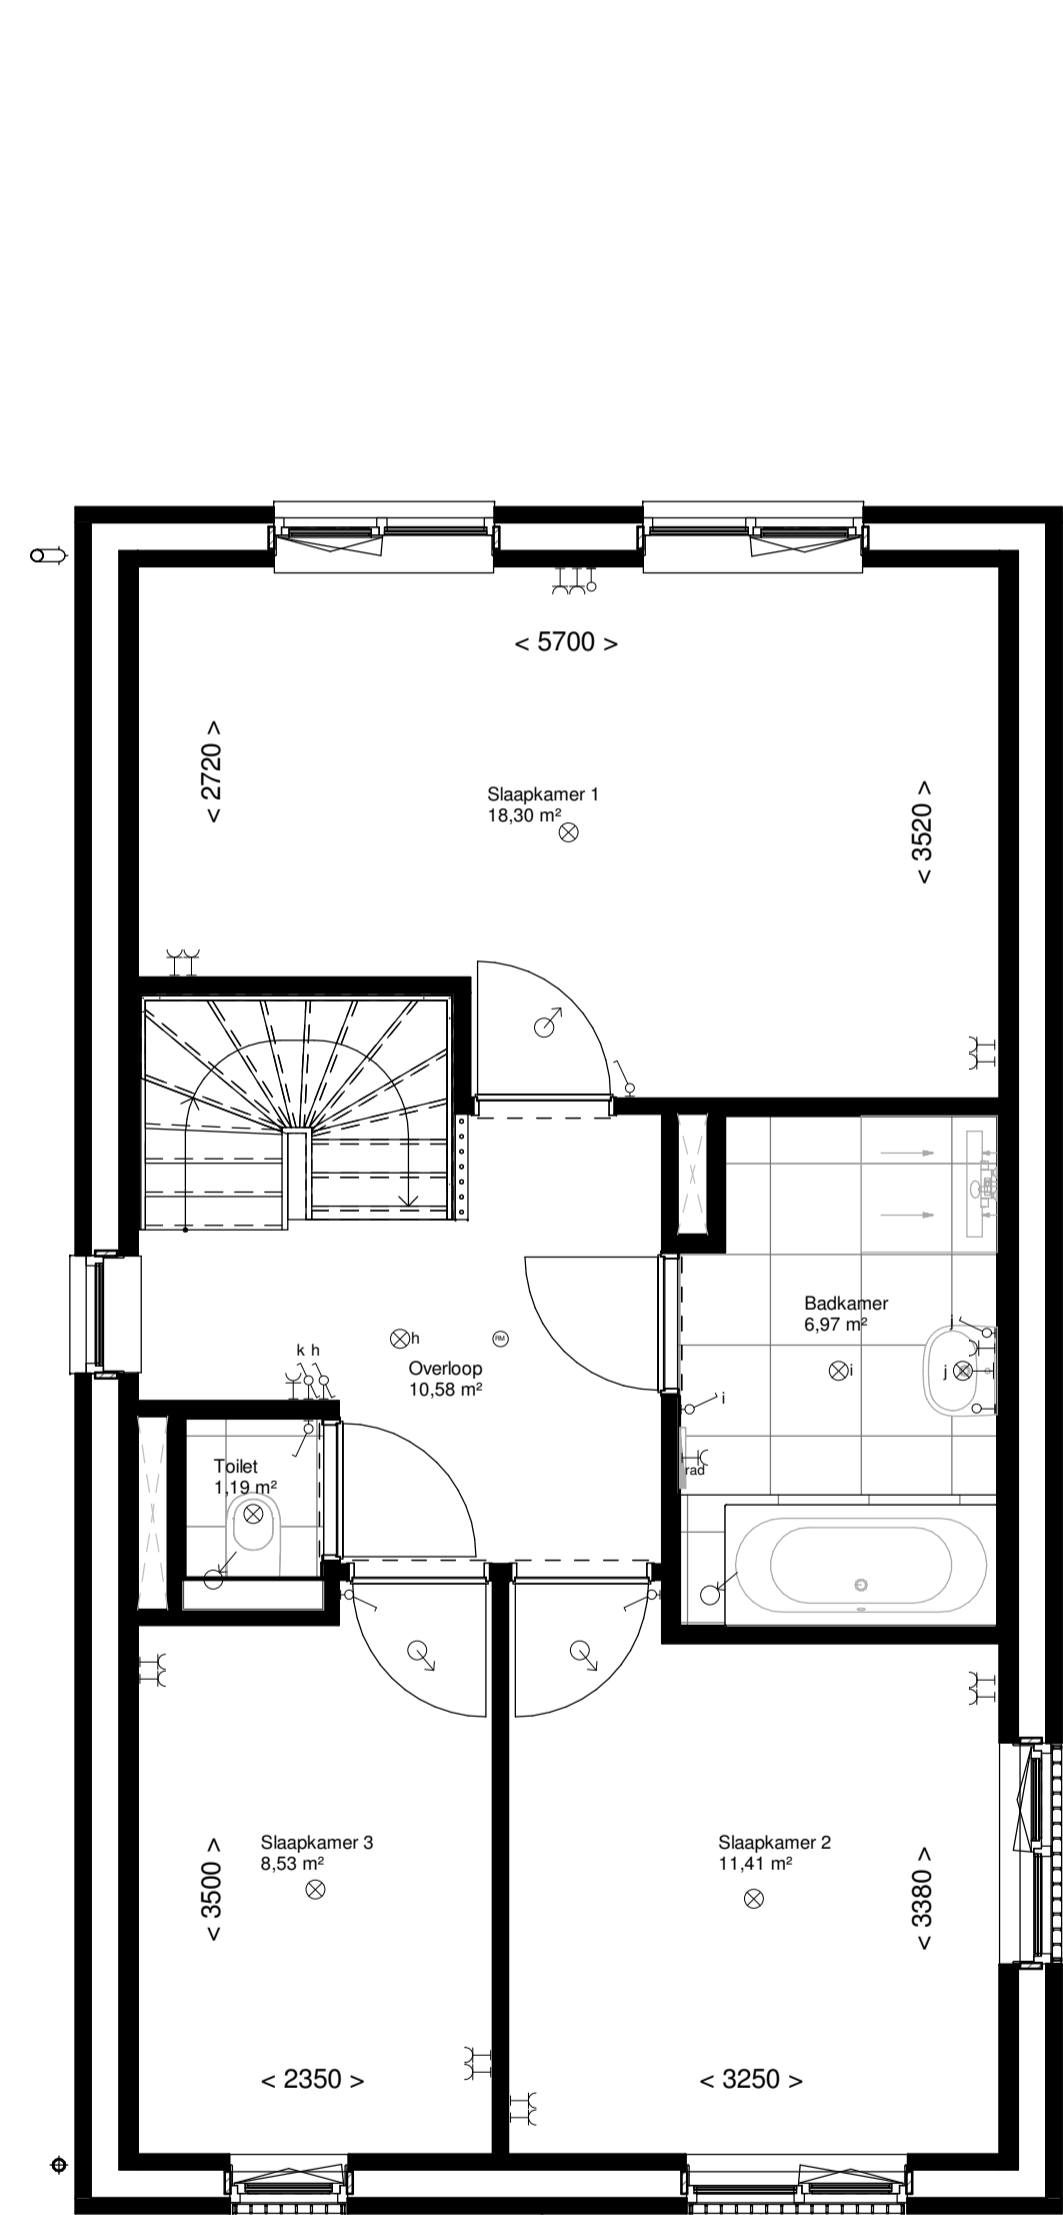 < 5700 >
< 2720 >
Slaapkamer 1
18,30 m²
< 3520 >
Badkamer
6,97 m²
j
h
RM
k h
Overloop
10,58 m²
i
j
i
Toilet
1,19 m²
rad
Slaapkamer 3
8,53 m²
Slaapkamer 2
11,41 m²
< 3500 >
< 3380 >
< 2350 >
< 3250 >